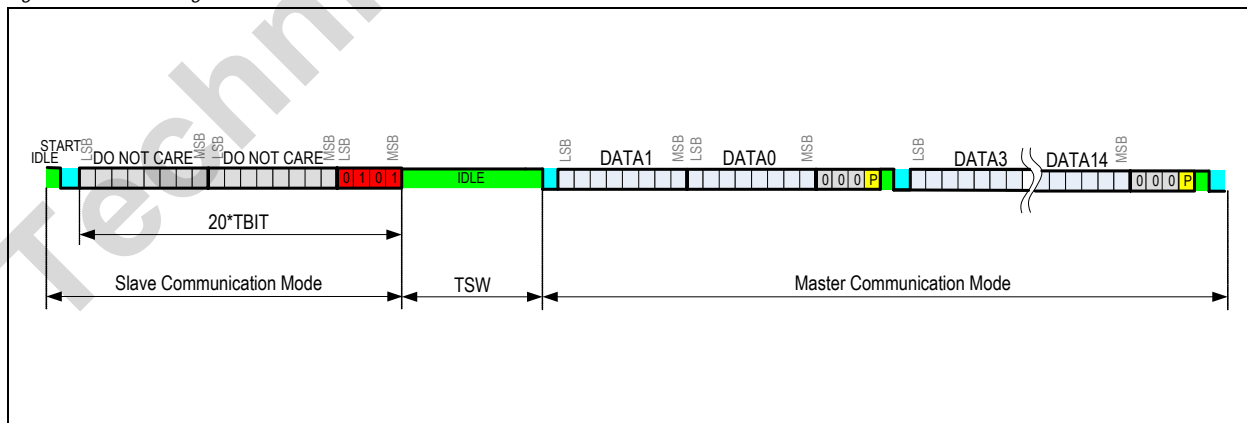 START
IDLE
LSB DO NOT CARE MSB LSB DO NOT CARE MSB LSB MSB
LSB DATA1 MSB LSB DATA0 MSB
LSB DATA3 DATA14 MSB
0 1 0 1
IDLE
0 0 0 P
0 0 0 P
20*TBIT
Slave Communication Mode
TSW
Master Communication Mode
Techn